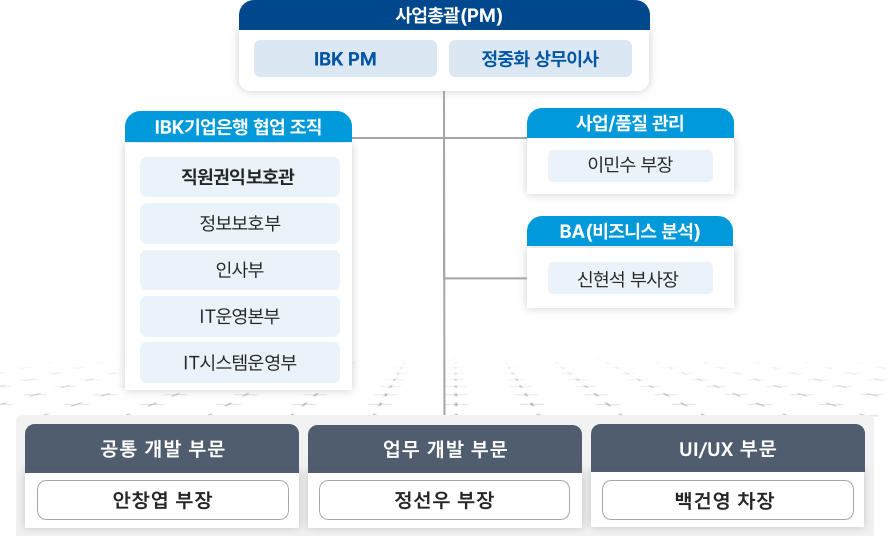 사업총괄(PM)
IBK PM
정중화 상무이사
IBK기업은행 협업 조직
직원권익보호관
정보보호부
인사부
IT운영본부
IT시스템운영부
사업/품질 관리
이민수 부장
BA(비즈니스 분석)
신현석 부사장
공통 개발 부문
안창엽 부장
업무 개발 부문
정선우 부장
UI/UX 부문
백건영 차장